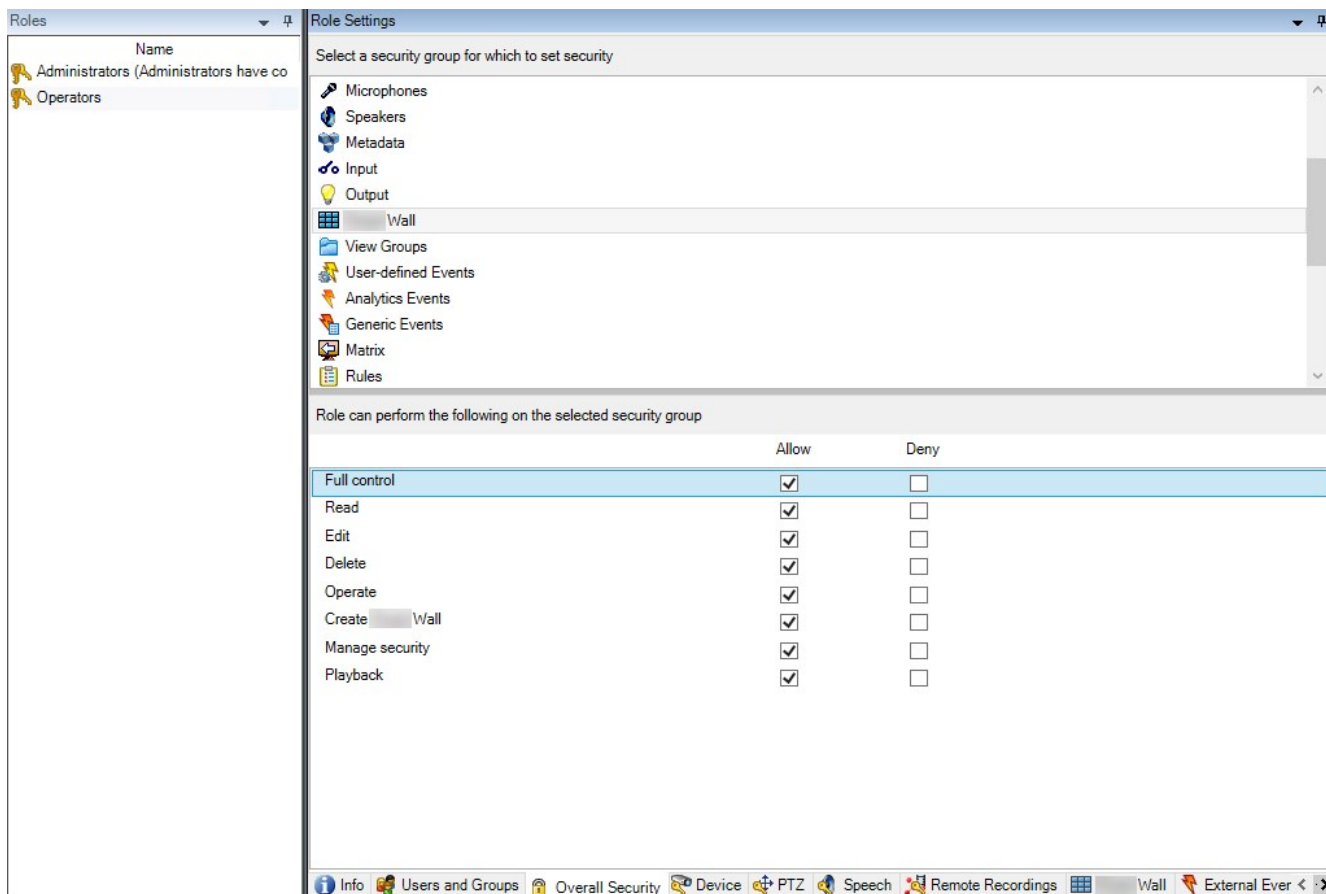 Roles
Name
Administrators (Administrators have co
Operators
Role Settings
Select a security group for which to set security
Microphones
Speakers
Metadata
Input
Output
Wall
View Groups
User-defined Events
Analytics Events
Generic Events
Matrix
Rules
Role can perform the following on the selected security group
Allow Deny
Full control
Read
Edit
Delete
Operate
Create Wall
Manage security
Playback
Info Users and Groups Overall Security Device PTZ Speech Remote Recordings Wall External Ever